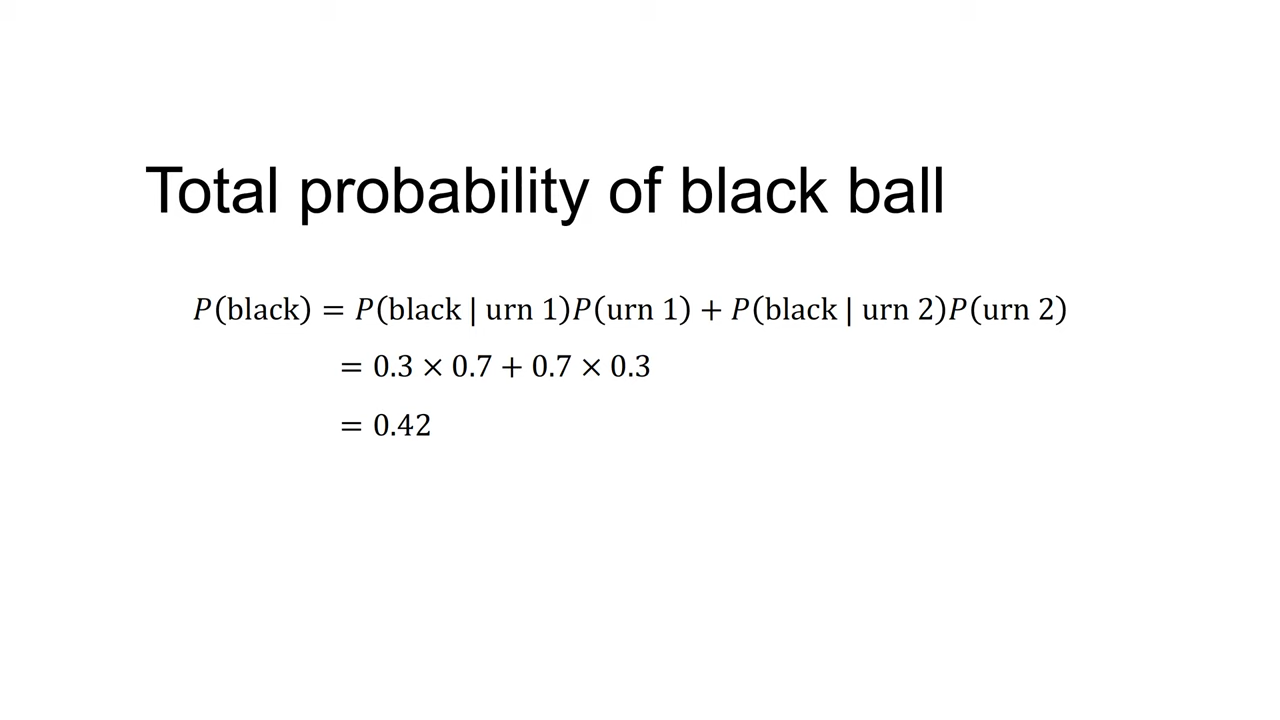 Total probability of black ball
P(black) = P(black | urn 1)P(urn 1) + P(black | urn 2)P(urn 2)
= 0.3 × 0.7 + 0.7 × 0.3
= 0.42